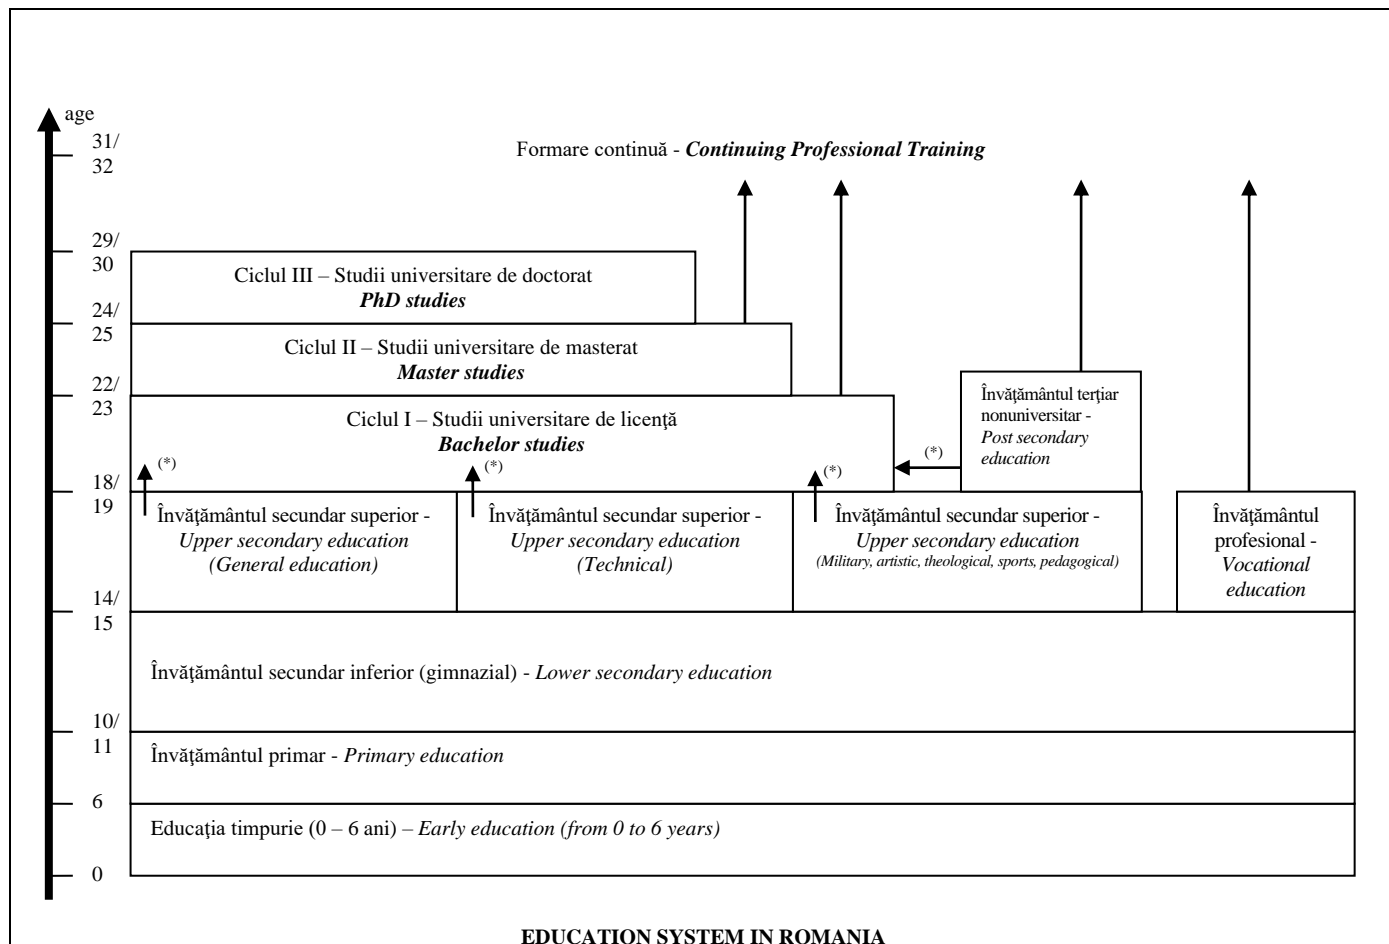 age
31/
32
Formare continuă - Continuing Professional Training
29/
30
Ciclul III – Studii universitare de doctorat
PhD studies
24/
25
Ciclul II – Studii universitare de masterat
Master studies
22/
23
Ciclul I – Studii universitare de licenţă
Bachelor studies
Învăţământul terţiar
nonuniversitar -
Post secondary
education
(*)
(*)
(*)
(*)
18/
19
Învăţământul secundar superior -
Upper secondary education
(General education)
Învăţământul secundar superior -
Upper secondary education
(Technical)
Învăţământul secundar superior -
Upper secondary education
(Military, artistic, theological, sports, pedagogical)
Învăţământul
profesional -
Vocational
education
14/
15
Învăţământul secundar inferior (gimnazial) - Lower secondary education
10/
11
Învăţământul primar - Primary education
6
Educaţia timpurie (0 – 6 ani) – Early education (from 0 to 6 years)
0
EDUCATION SYSTEM IN ROMANIA